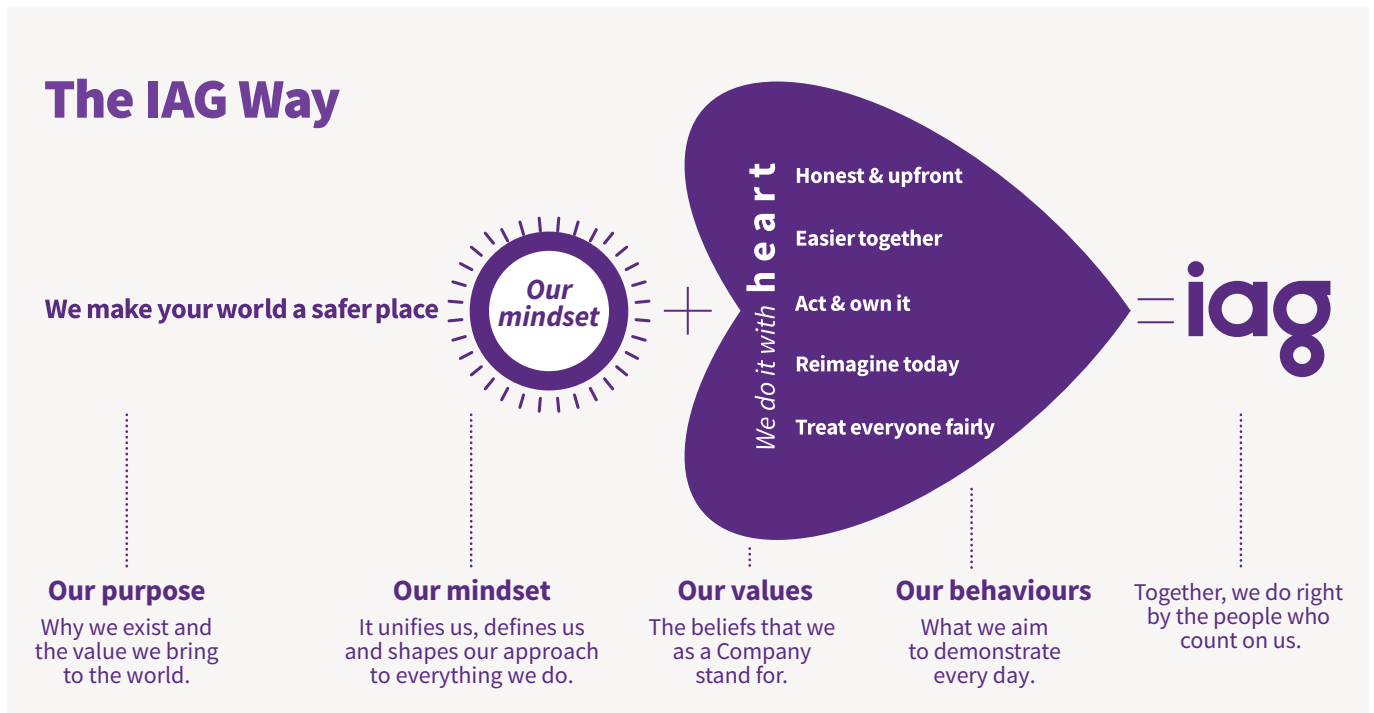 The IAG Way
We make your world a safer place
Our
mindset
We do it with heart
Honest & upfront
Easier together
Act & own it
Reimagine today
Treat everyone fairly
iag
Our purpose
Why we exist and
the value we bring
to the world.
Our mindset
It unifies us, defines us
and shapes our approach
to everything we do.
Our values
The beliefs that we
as a Company
stand for.
Our behaviours
What we aim
to demonstrate
every day.
Together, we do right
by the people who
count on us.